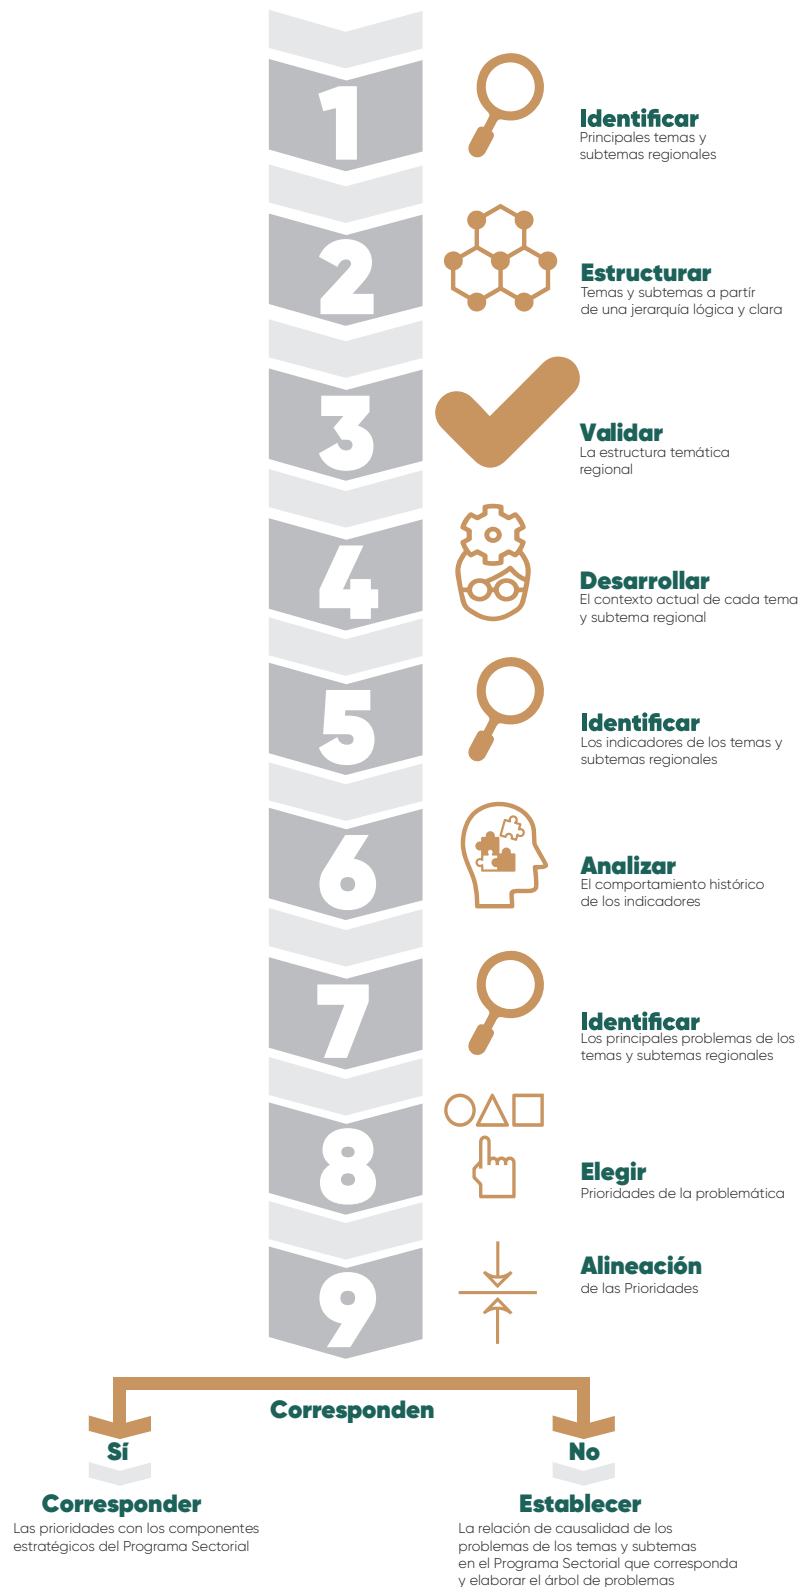 1
Identificar
Principales temas y
subtemas regionales
2
Estructurar
Temas y subtemas a partír
de una jerarquía lógica y clara
3
Validar
La estructura temática
regional
4
Desarrollar
El contexto actual de cada tema
y subtema regional
5
Identificar
Los indicadores de los temas y
subtemas regionales
6
Analizar
El comportamiento histórico
de los indicadores
7
Identificar
Los principales problemas de los
temas y subtemas regionales
8
Elegir
Prioridades de la problemática
9
Alineación
de las Prioridades
Corresponden
Sí
Corresponder
Las prioridades con los componentes
estratégicos del Programa Sectorial
No
Establecer
La relación de causalidad de los
problemas de los temas y subtemas
en el Programa Sectorial que corresponda
y elaborar el árbol de problemas